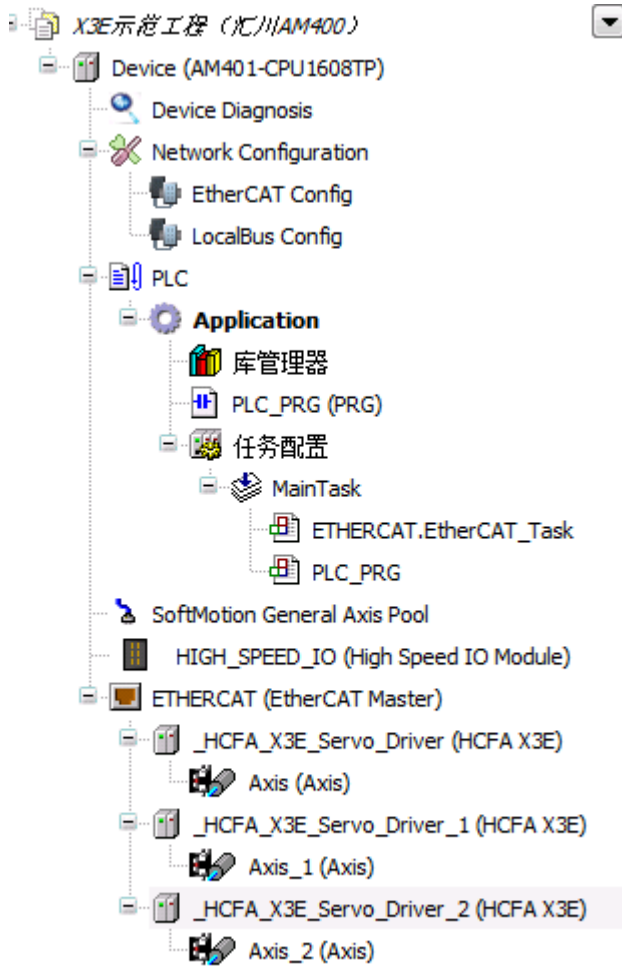 X3E示范工程（汇川AM400）
Device (AM401-CPU1608TP)
Device Diagnosis
Network Configuration
EtherCAT Config
LocalBus Config
PLC
Application
库管理器
PLC_PRG (PRG)
任务配置
MainTask
ETHERCAT.EtherCAT_Task
PLC_PRG
SoftMotion General Axis Pool
HIGH_SPEED_IO (High Speed IO Module)
ETHERCAT (EtherCAT Master)
_HCFA_X3E_Servo_Driver (HCFA X3E)
Axis (Axis)
_HCFA_X3E_Servo_Driver_1 (HCFA X3E)
Axis_1 (Axis)
_HCFA_X3E_Servo_Driver_2 (HCFA X3E)
Axis_2 (Axis)